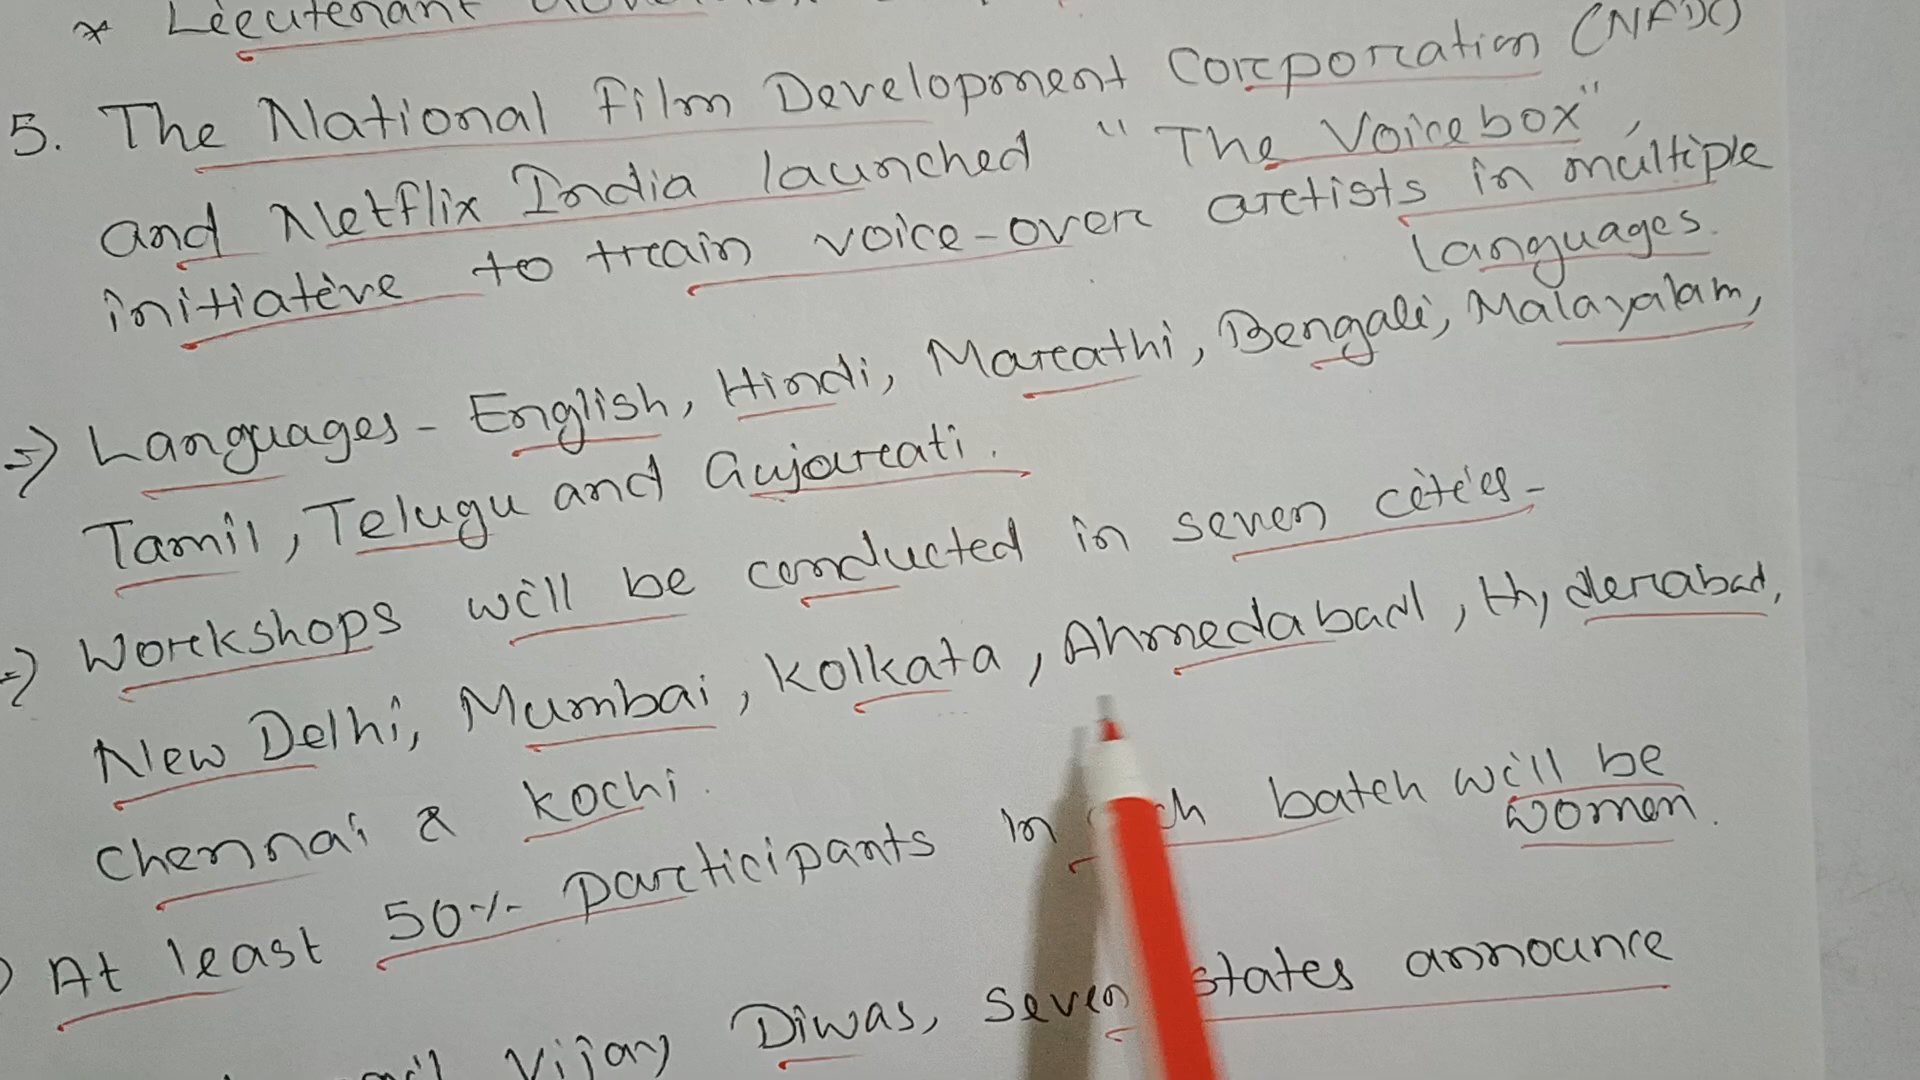 * Lieutenant
5. The National Film Development Corporation (NFDC)
and Netflix India launched "The Voicebox",
initiative to train voice-over artists in multiple
languages.
=> Languages - English, Hindi, Marathi, Bengali, Malayalam,
Tamil, Telugu and Gujarati.
=> Workshops will be conducted in seven cities -
New Delhi, Mumbai, Kolkata, Ahmedabad, Hyderabad,
Chennai & Kochi.
At least 50% participants in batch will be
women.
Vijay Diwas, seven states announce